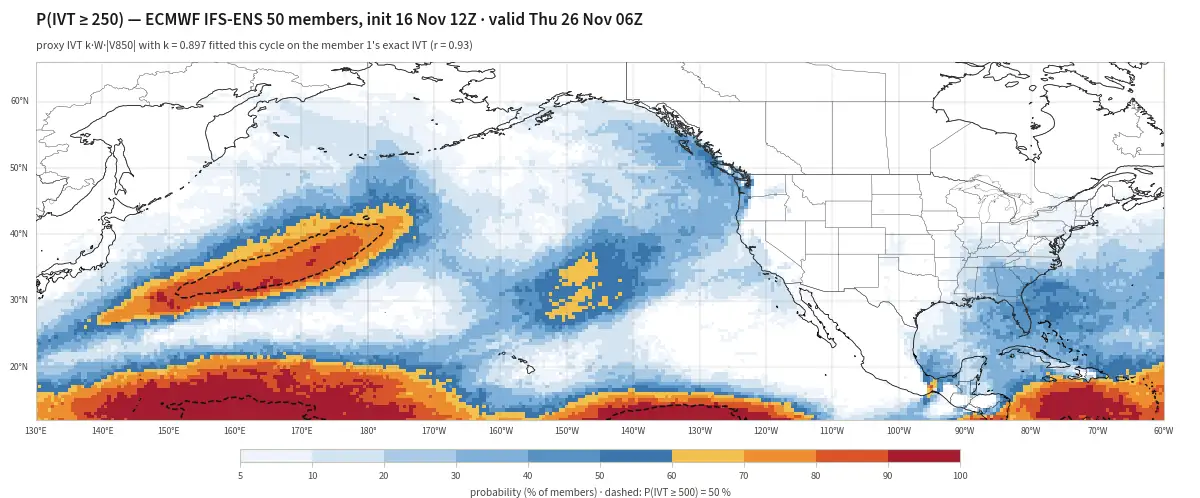 P(IVT ≥ 250) — ECMWF IFS-ENS 50 members, init 16 Nov 12Z · valid Thu 26 Nov 06Z
proxy IVT k·W·|V850| with k = 0.897 fitted this cycle on the member 1's exact IVT (r = 0.93)
60°N
50°N
40°N
30°N
20°N
130°E 140°E 150°E 160°E 170°E 180° 170°W 160°W 150°W 140°W 130°W 120°W 110°W 100°W 90°W 80°W 70°W 60°W
5 10 20 30 40 50 60 70 80 90 100
probability (% of members) · dashed: P(IVT ≥ 500) = 50 %